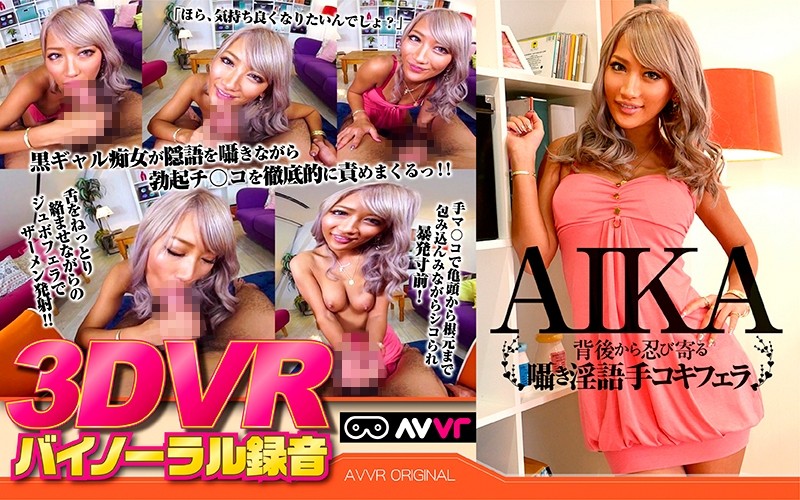 「ほら、気持ち良くなりたいんでしょ？」
黒ギャル痴女が隠語を囁きながら
勃起チ〇コを徹底的に責めまくるっ!!
舌をねっとり
絡ませながらの
ジュポフェラで
ザーメン発射!!
手マ〇コで亀頭から根元まで
包み込んみながらシコられ
暴発寸前！
3DVR
バイノーラル録音
AVVR
AVVR ORIGINAL
AIKA
背後から忍び寄る
囁き淫語手コキフェラ